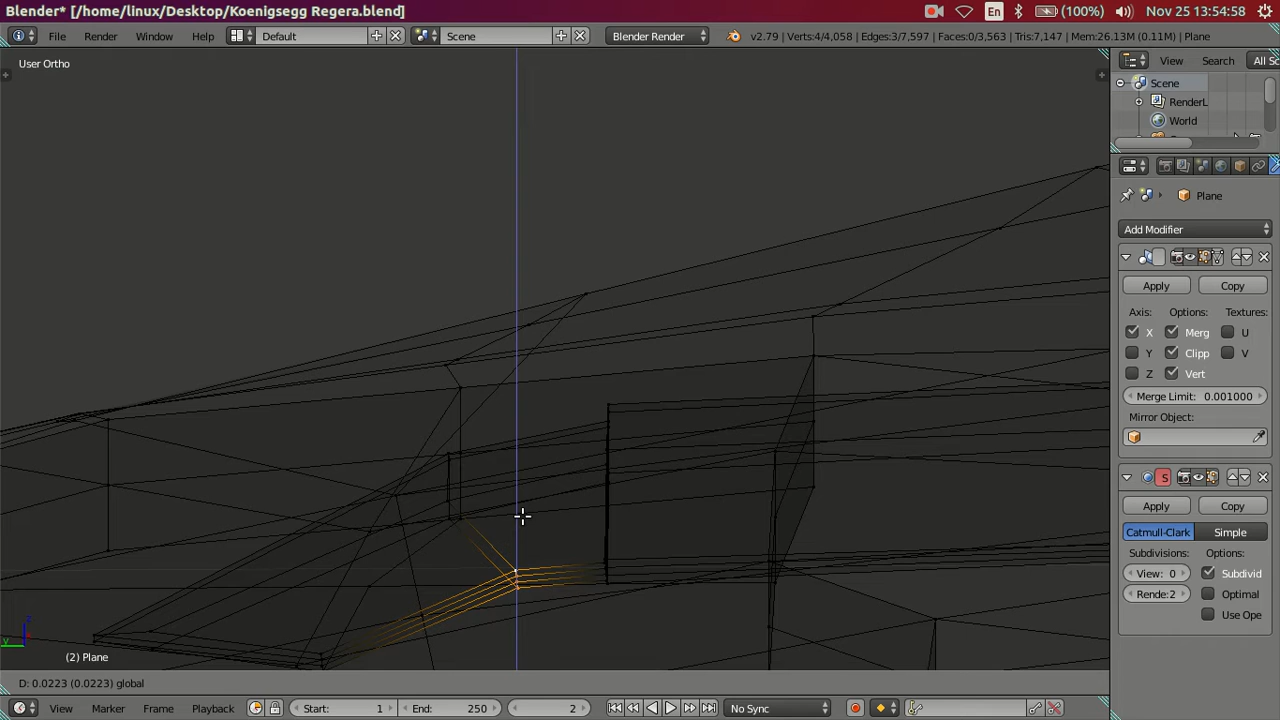 Blender* [/home/linux/Desktop/Koenigsegg Regera.blend]
En
(100%)
Nov 25 13:54:58
File
Render
Window
Help
Default
Scene
Blender Render
v2.79 | Verts:4/4,058 | Edges:3/7,597 | Faces:0/3,563 | Tris:7,147 | Mem:26.13M (0.11M) | Plane
User Ortho
View
Search
All Sc
Scene
RenderL
World
Plane
Add Modifier
Apply
Copy
Axis:
Options:
Textures:
X
Merg
U
Y
Clipp
V
Z
Vert
Merge Limit: 0.001000
Mirror Object:
S
Apply
Copy
Catmull-Clark
Simple
Subdivisions:
Options:
View: 0
Subdivid
Rende:2
Optimal
Use Ope
z
y
(2) Plane
D: 0.0223 (0.0223) global
View
Marker
Frame
Playback
Start:
1
End:
250
2
No Sync